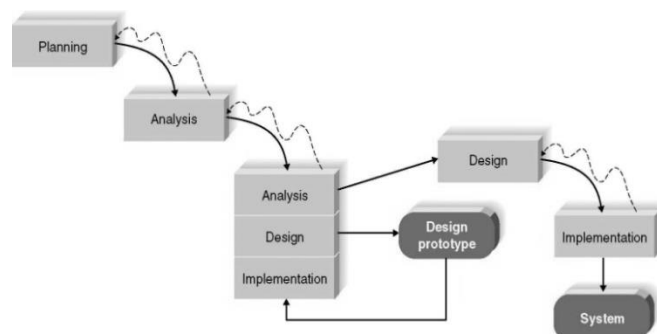 Planning
Analysis
Analysis
Design
Implementation
Design
prototype
Design
Implementation
System